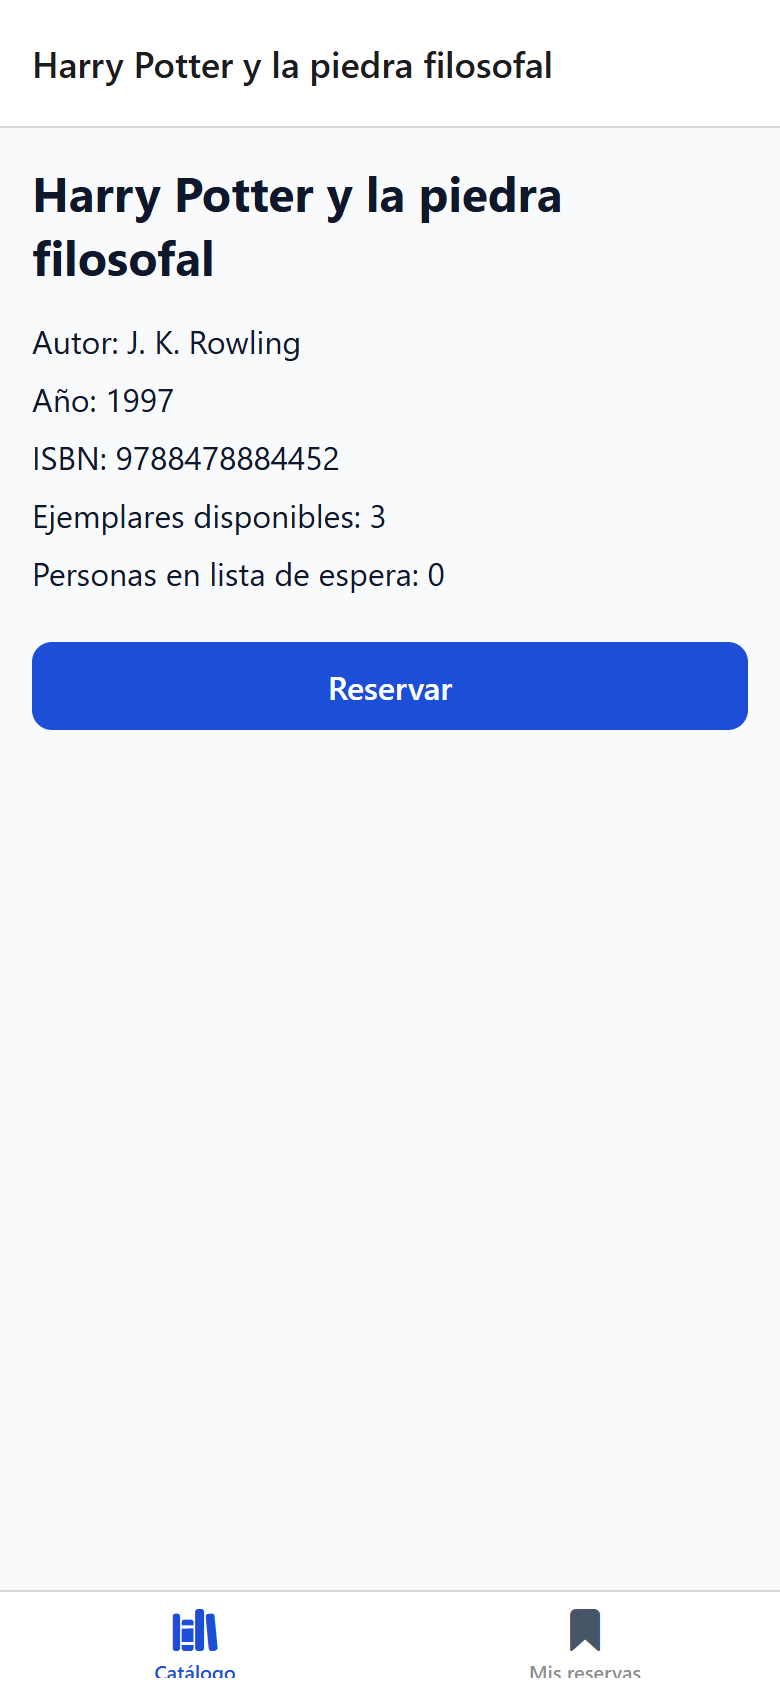 Harry Potter y la piedra filosofal
Harry Potter y la piedra
filosofal
Autor: J. K. Rowling
Año: 1997
ISBN: 9788478884452
Ejemplares disponibles: 3
Personas en lista de espera: 0
Reservar
Catálogo
Mis reservas